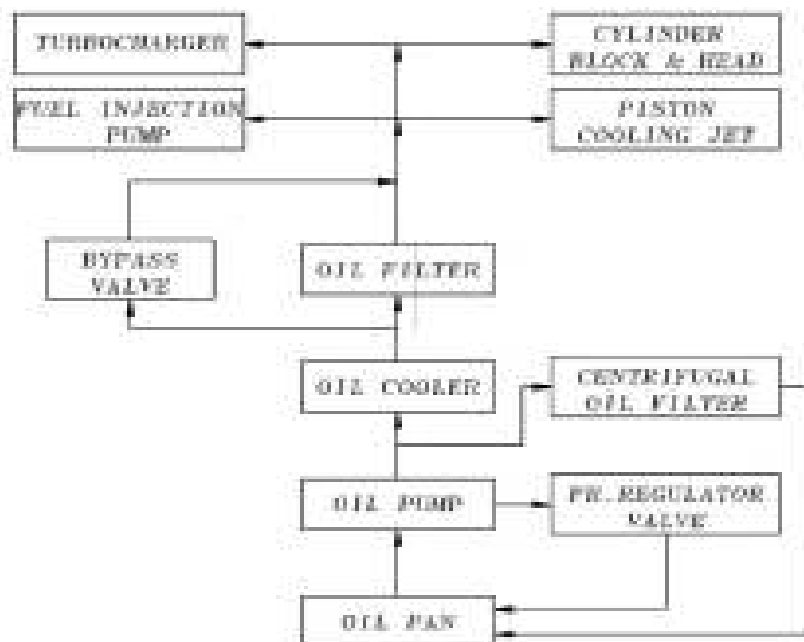 TURBOCHARGER
CYLINDER
BLOCK & HEAD
FUEL INJECTION
PUMP
PISTON
COOLING JET
BYPASS
VALVE
OIL FILTER
OIL COOLER
CENTRIFUGAL
OIL FILTER
OIL PUMP
PR.REGULATOR
VALVE
OIL PAN